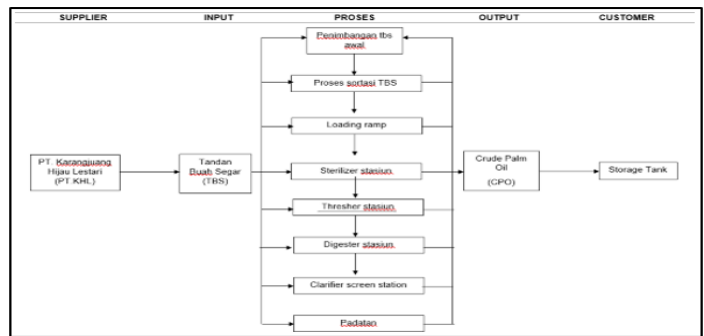 SUPPLIER INPUT PROSES OUTPUT CUSTOMER
Penimbangan tbs
awal
Proses sortasi TBS
Loading ramp
PT. Karangjuang
Hijau Lestari
(PT KHL)
Tandan
Buah Segar
(TBS)
Sterilizer stasiun
Crude Palm
Oil
(CPO)
Storage Tank
Thresher stasiun
Digester stasiun
Clarifier screen station
Padatan